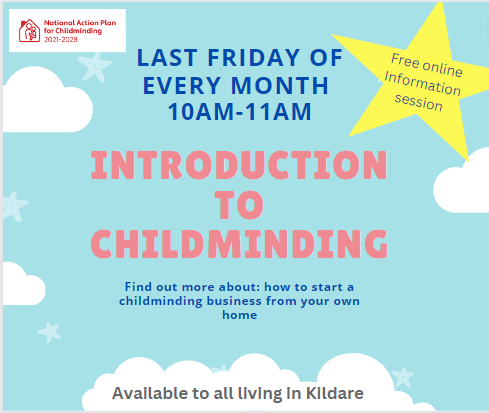 National Action Plan
for Childminding
2021-2028
LAST FRIDAY OF
EVERY MONTH
10AM-11AM
Free online
Information
session
INTRODUCTION
TO
CHILDMINDING
Find out more about: how to start a
childminding business from your own
home
Available to all living in Kildare